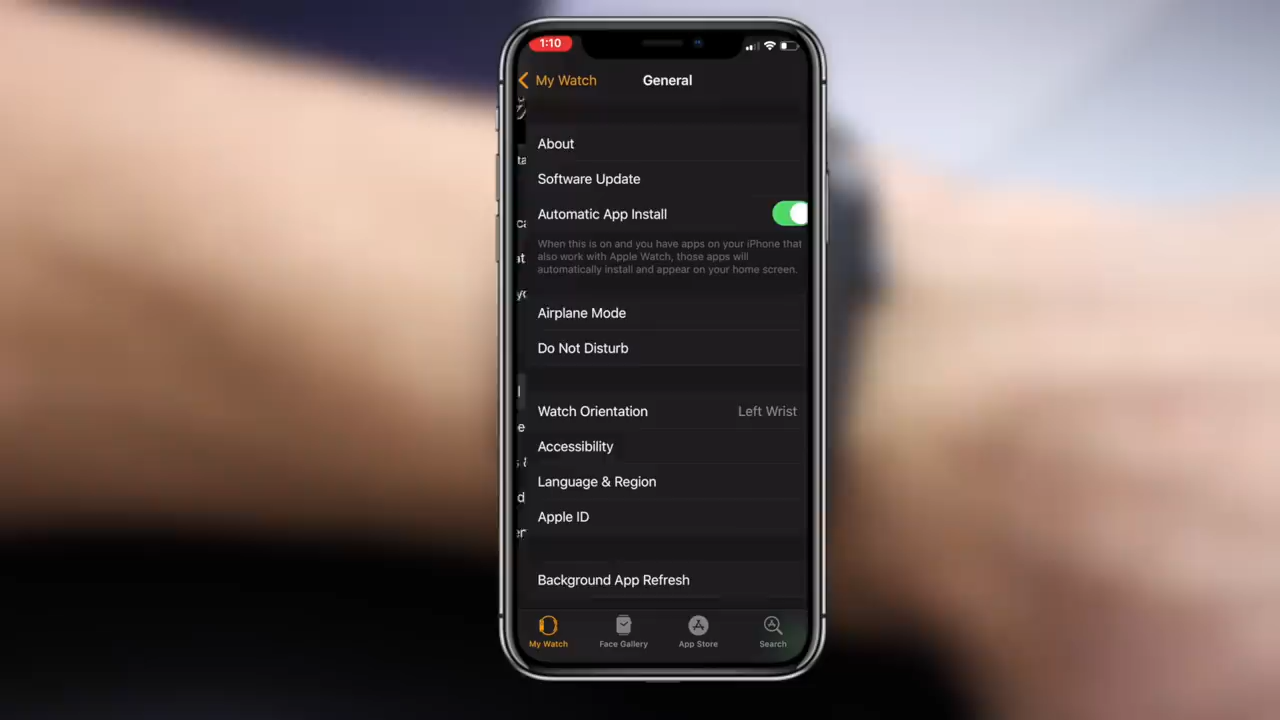 1:10
My Watch
General
About
Software Update
Automatic App Install
When this is on and you have apps on your iPhone that
also work with Apple Watch, those apps will
automatically install and appear on your home screen.
Airplane Mode
Do Not Disturb
Watch Orientation Left Wrist
Accessibility
Language & Region
Apple ID
Background App Refresh
My Watch Face Gallery App Store Search